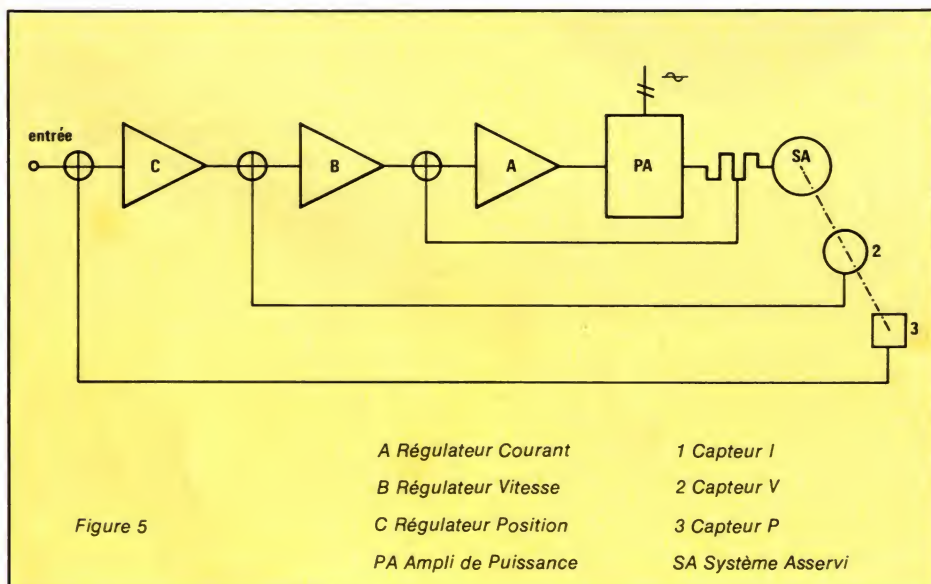 entrée
C
B
A
PA
SA
2
3
A Régulateur Courant
1 Capteur I
B Régulateur Vitesse
2 Capteur V
Figure 5
C Régulateur Position
3 Capteur P
PA Ampli de Puissance
SA Système Asservi